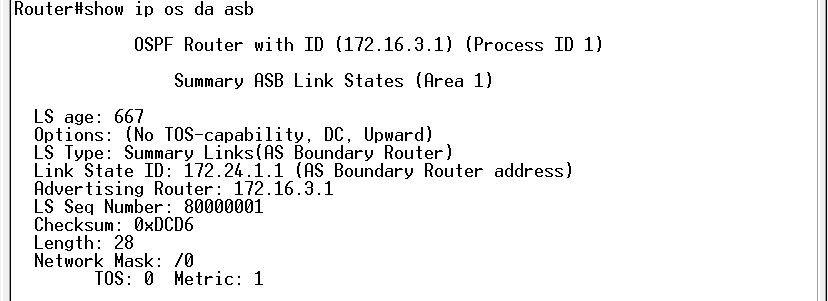 Router#show ip os da asb
OSPF Router with ID (172.16.3.1) (Process ID 1)
Summary ASB Link States (Area 1)
LS age: 667
Options: (No TOS-capability, DC, Upward)
LS Type: Summary Links(AS Boundary Router)
Link State ID: 172.24.1.1 (AS Boundary Router address)
Advertising Router: 172.16.3.1
LS Seq Number: 80000001
Checksum: 0xDCD6
Length: 28
Network Mask: /0
TOS: 0 Metric: 1